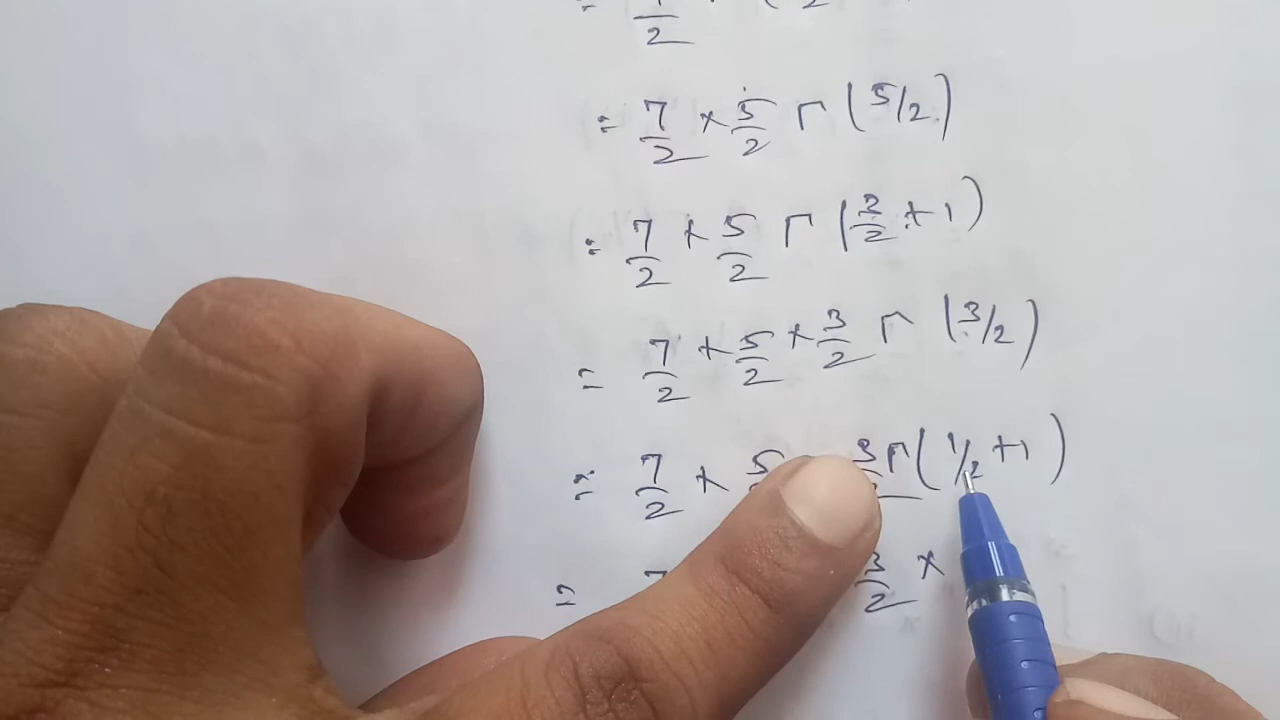 = 7/2 × 5/2 Γ (5/2)
= 7/2 × 5/2 Γ (3/2 + 1)
= 7/2 × 5/2 × 3/2 Γ (3/2)
= 7/2 × 5 3 Γ (1/2 + 1)
= 3/2 ×